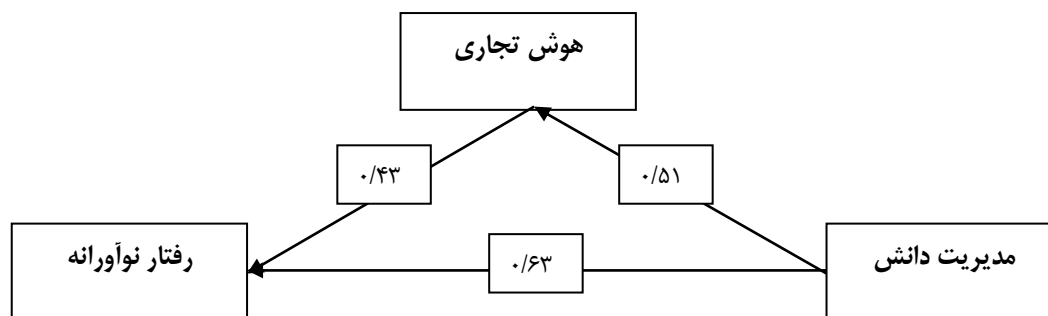 هوش تجاری
۰/۴۳
۰/۵۱
رفتار نوآورانه
۰/۶۳
مدیریت دانش